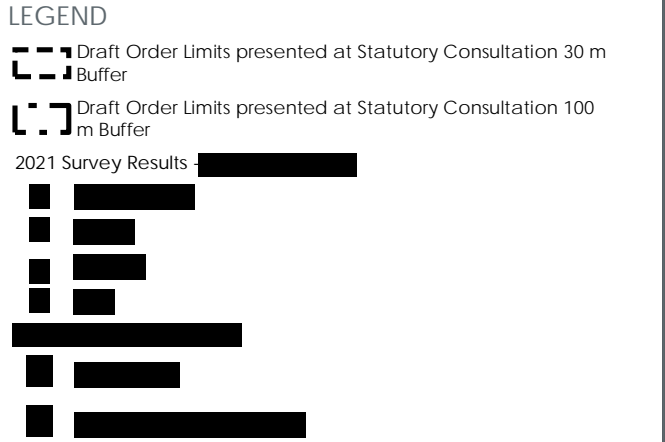 LEGEND
Draft Order Limits presented at Statutory Consultation 30 m
Buffer
Draft Order Limits presented at Statutory Consultation 100
m Buffer
2021 Survey Results -